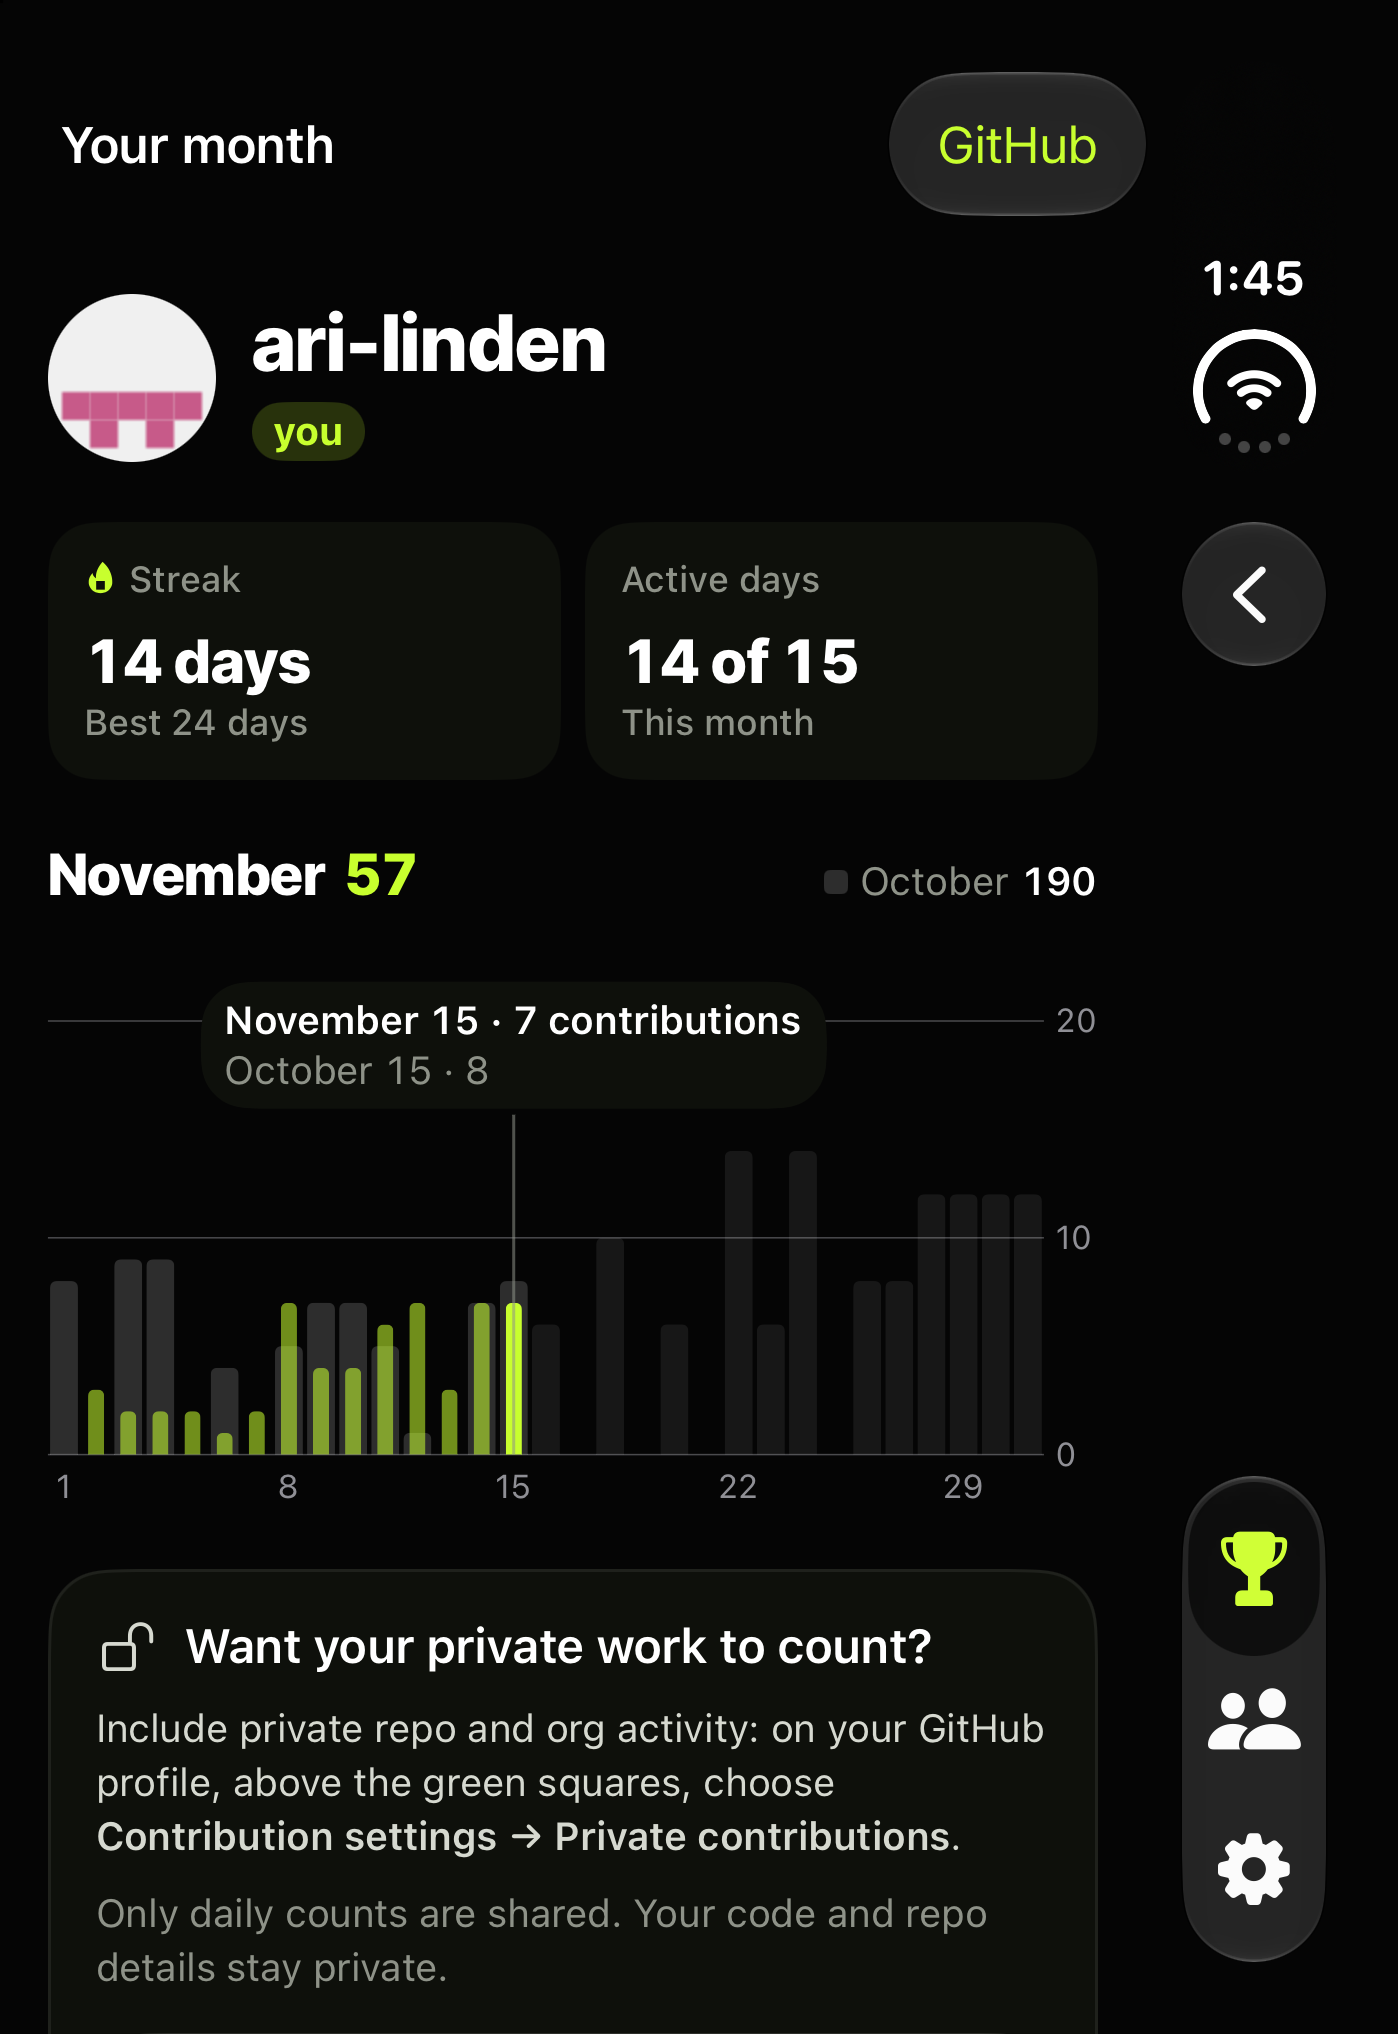 Your month
GitHub
1:45
ari-linden
you
Streak
14 days
Best 24 days
Active days
14 of 15
This month
November 57
October 190
November 15 · 7 contributions
October 15 · 8
20
10
0
1 8 15 22 29
Want your private work to count?
Include private repo and org activity: on your GitHub
profile, above the green squares, choose
Contribution settings → Private contributions.
Only daily counts are shared. Your code and repo
details stay private.